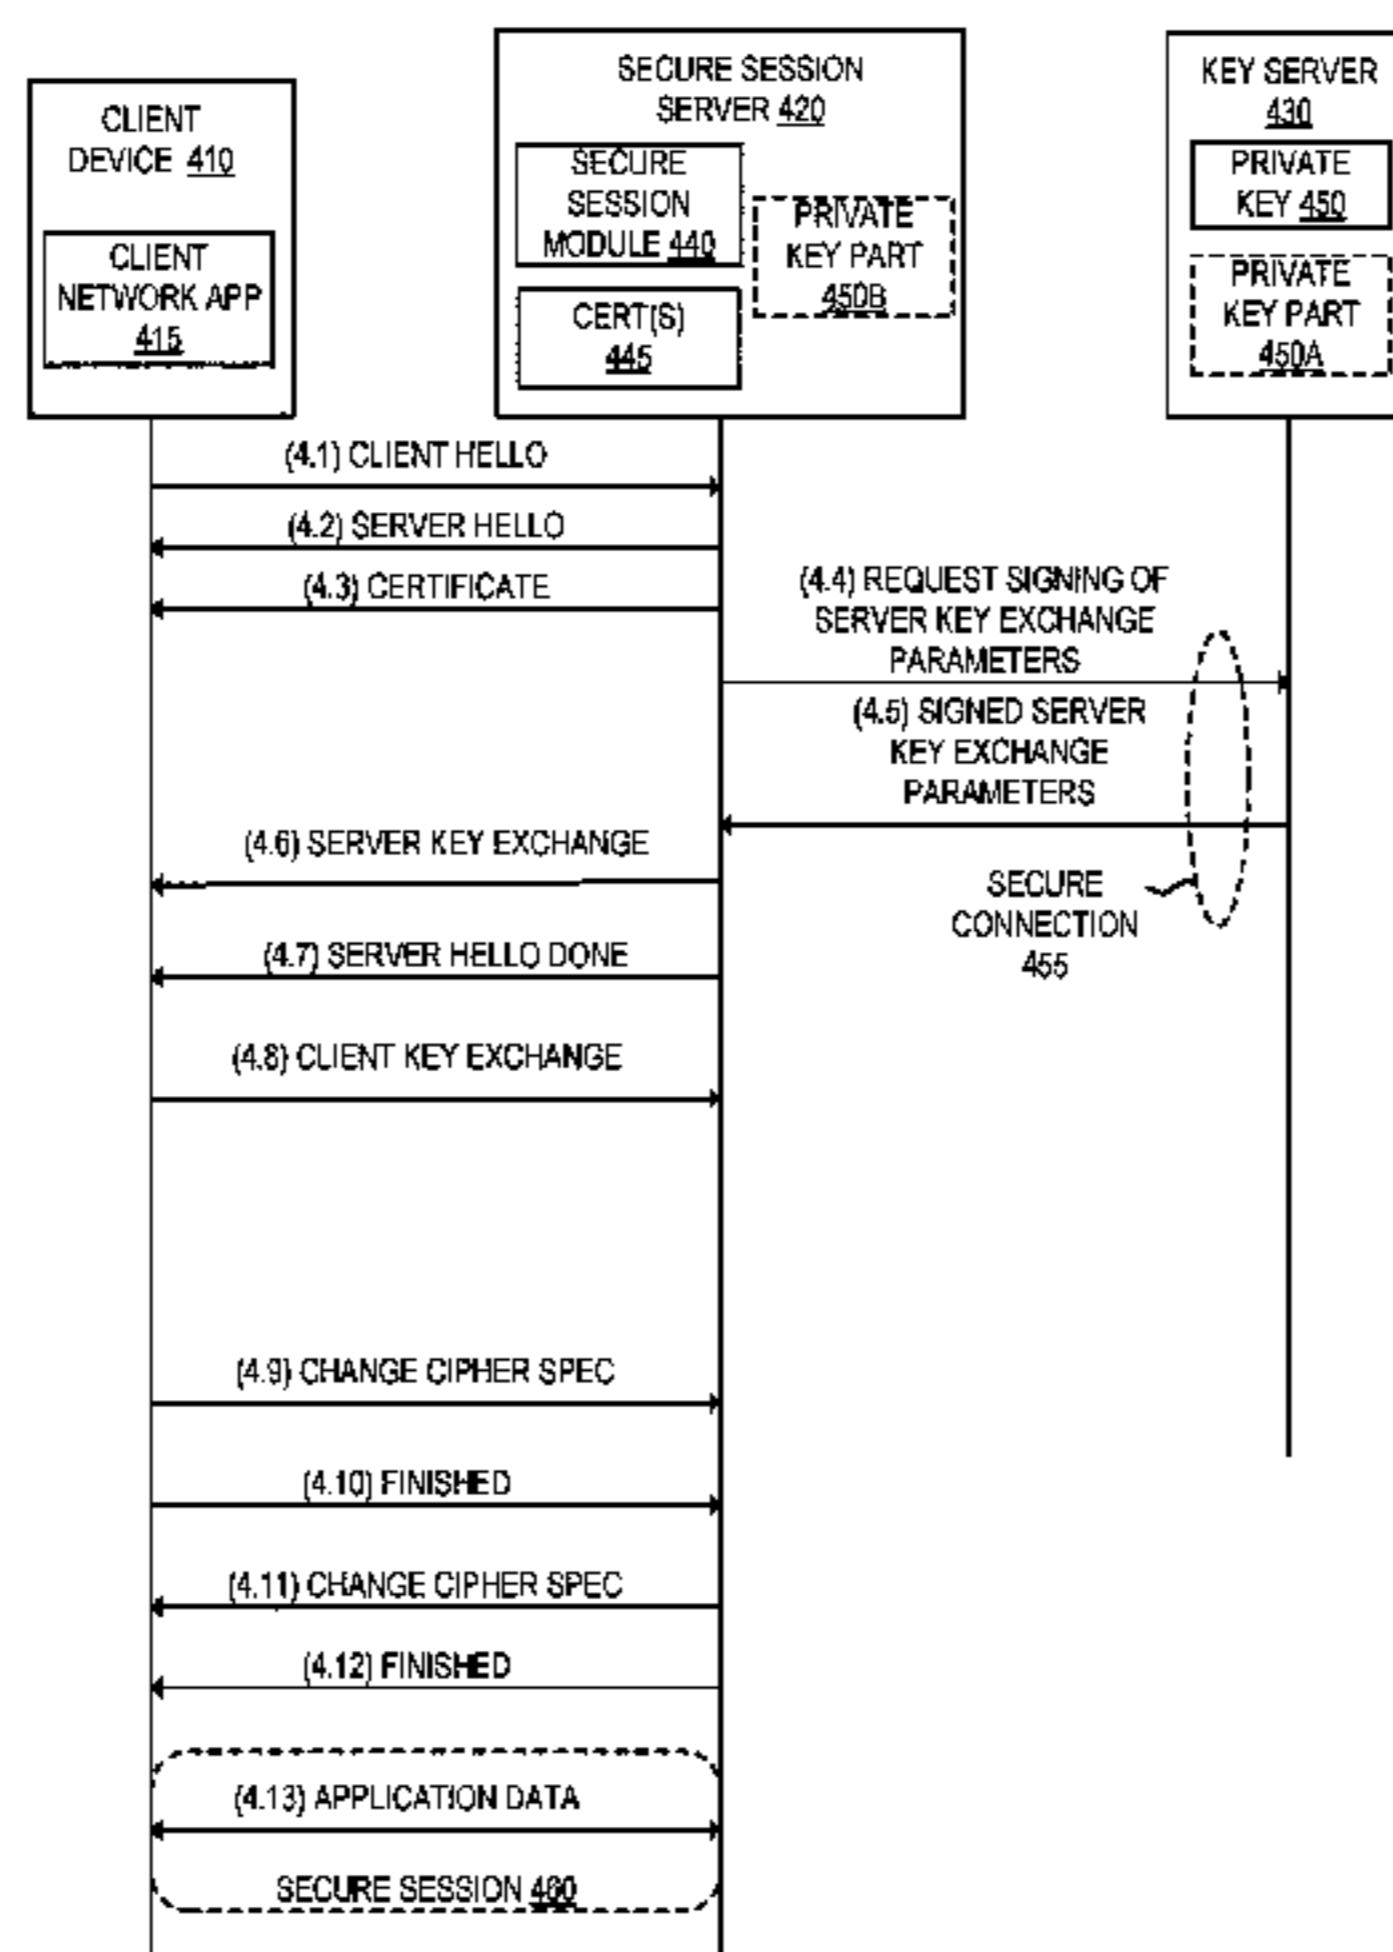 CLIENT
DEVICE 410
CLIENT
NETWORK APP
415
SECURE SESSION
SERVER 420
SECURE
SESSION
MODULE 440
CERT(S)
445
PRIVATE
KEY PART
450B
KEY SERVER
430
PRIVATE
KEY 450
PRIVATE
KEY PART
450A
(4.1) CLIENT HELLO
(4.2) SERVER HELLO
(4.3) CERTIFICATE
(4.4) REQUEST SIGNING OF
SERVER KEY EXCHANGE
PARAMETERS
(4.5) SIGNED SERVER
KEY EXCHANGE
PARAMETERS
(4.6) SERVER KEY EXCHANGE
SECURE
CONNECTION
455
(4.7) SERVER HELLO DONE
(4.8) CLIENT KEY EXCHANGE
(4.9) CHANGE CIPHER SPEC
(4.10) FINISHED
(4.11) CHANGE CIPHER SPEC
(4.12) FINISHED
(4.13) APPLICATION DATA
SECURE SESSION 460